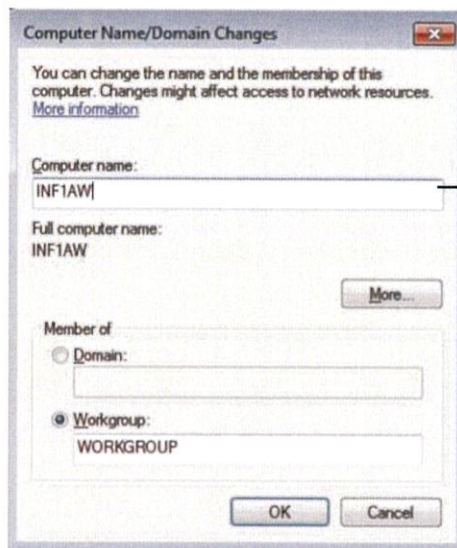 Computer Name/Domain Changes
You can change the name and the membership of this
computer. Changes might affect access to network resources.
More information
Computer name:
INF1AW
Full computer name:
INF1AW
More...
Member of
Domain:
Workgroup:
WORKGROUP
OK
Cancel